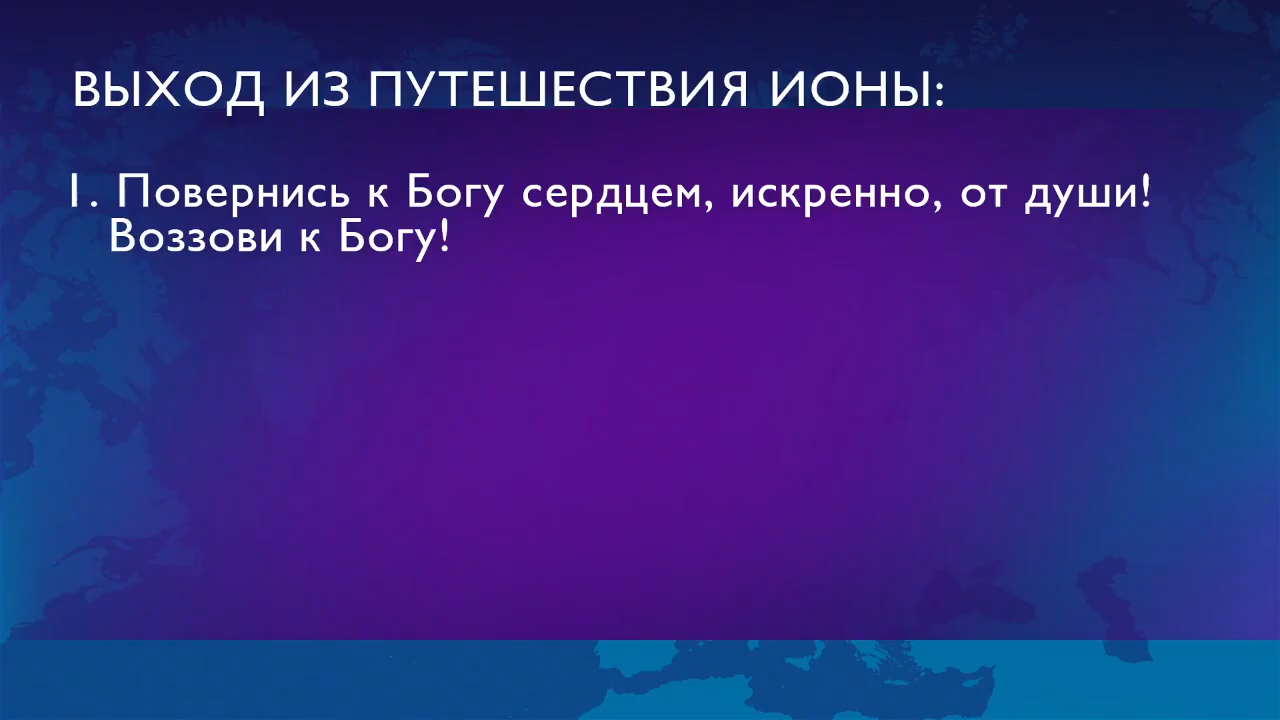 ВЫХОД ИЗ ПУТЕШЕСТВИЯ ИОНЫ:
1. Повернись к Богу сердцем, искренно, от души!
Воззови к Богу!